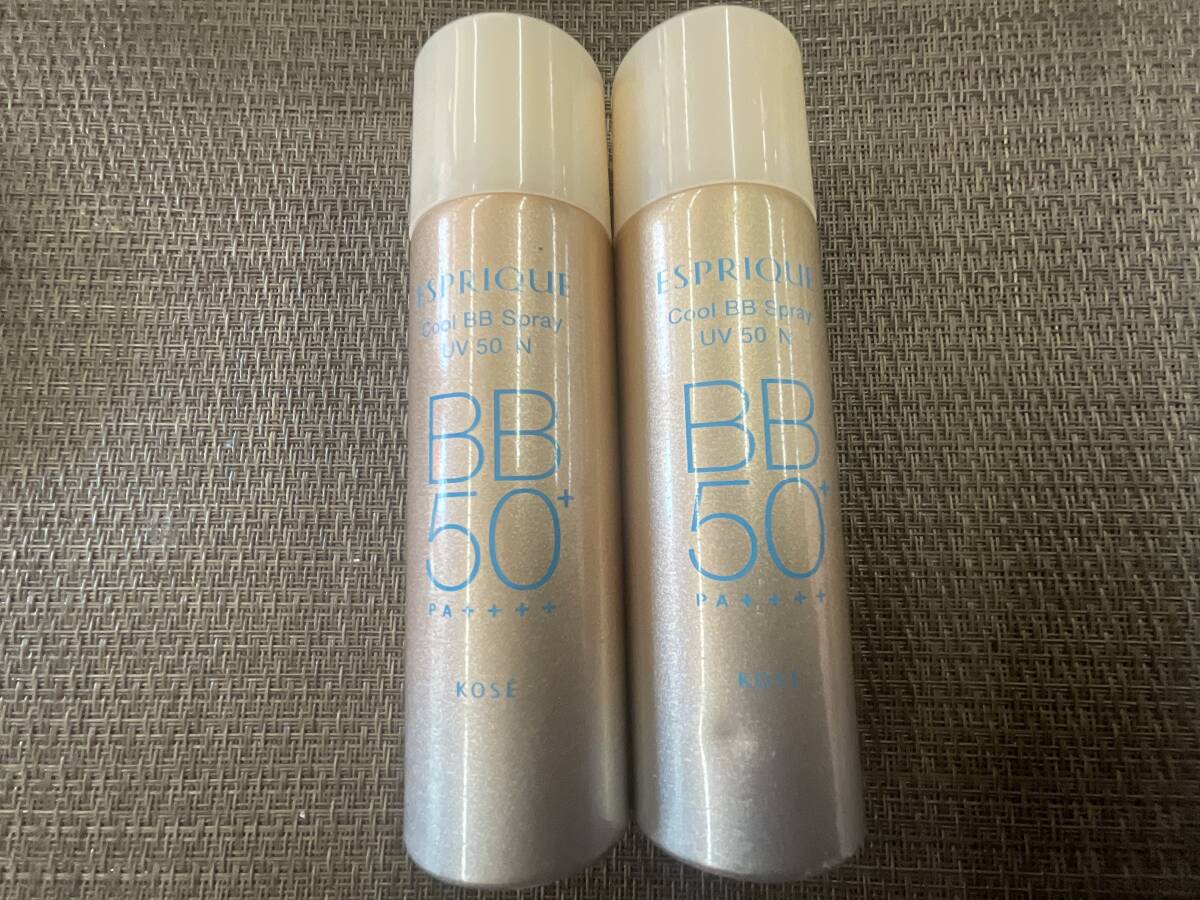 ESPRIQUE
Cool BB Spray
UV 50 N
BB
50+
PA++++
KOSÉ
ESPRIQUE
Cool BB Spray
UV 50 N
BB
50+
PA++++
KOSÉ